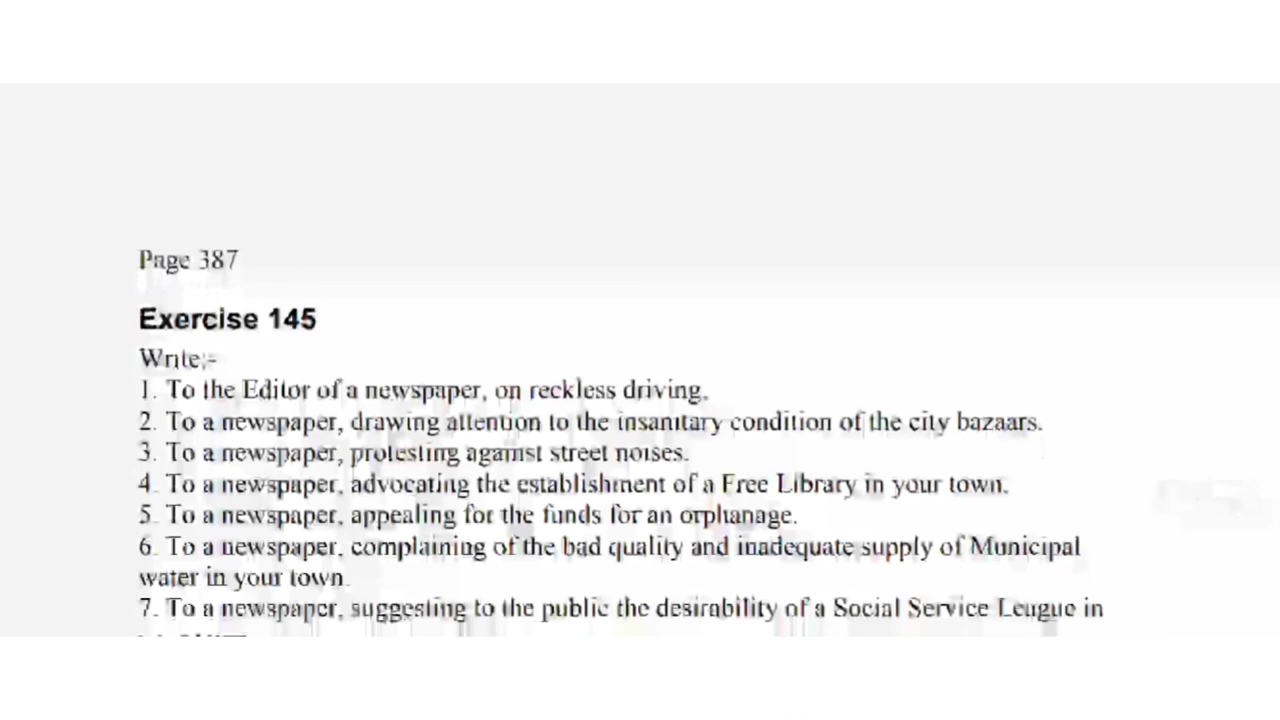 Page 387
Exercise 145
Write:-
1. To the Editor of a newspaper, on reckless driving.
2. To a newspaper, drawing attention to the insanitary condition of the city bazaars.
3. To a newspaper, protesting against street noises.
4. To a newspaper, advocating the establishment of a Free Library in your town.
5. To a newspaper, appealing for the funds for an orphanage.
6. To a newspaper, complaining of the bad quality and inadequate supply of Municipal
water in your town.
7. To a newspaper, suggesting to the public the desirability of a Social Service League in